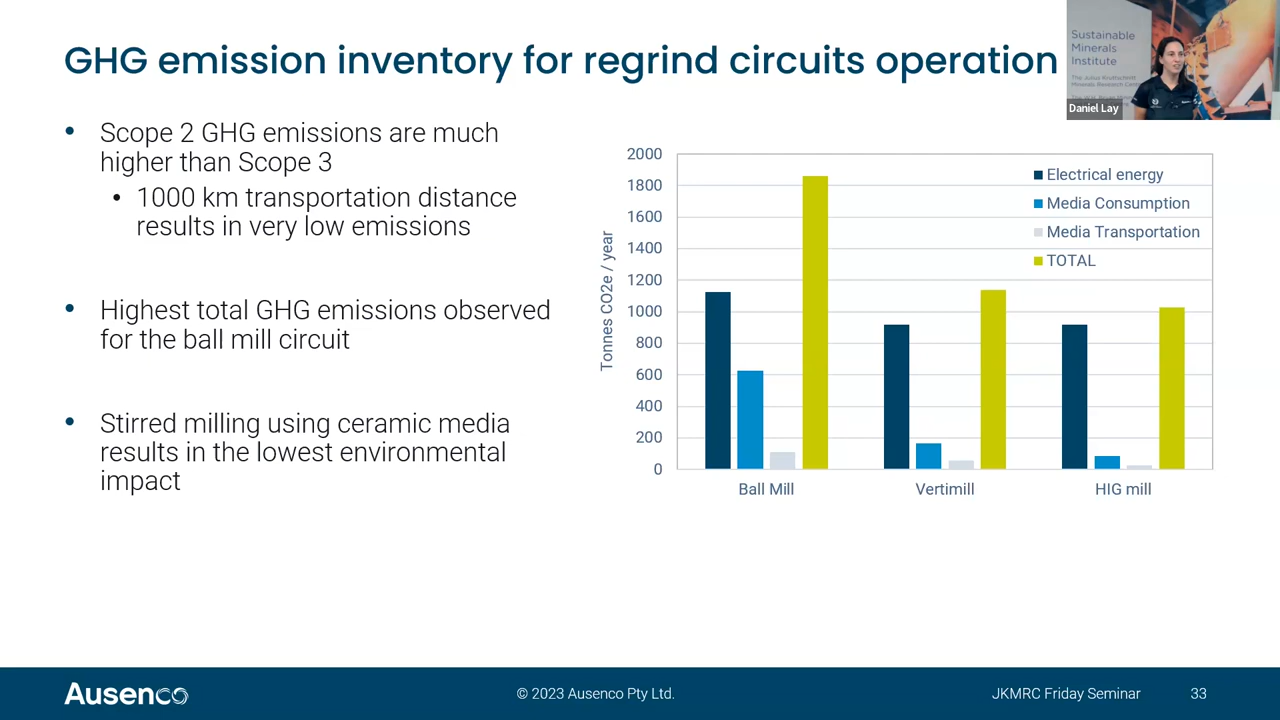 GHG emission inventory for regrind circuits operation
Sustainable
Minerals
Institute
The Julius Kruttschnitt
Daniel Lay
• Scope 2 GHG emissions are much
higher than Scope 3
• 1000 km transportation distance
results in very low emissions
• Highest total GHG emissions observed
for the ball mill circuit
• Stirred milling using ceramic media
results in the lowest environmental
impact
Tonnes CO2e / year
2000
1800
1600
1400
1200
1000
800
600
400
200
0
Electrical energy
Media Consumption
Media Transportation
TOTAL
Ball Mill
Vertimill
HIG mill
Ausenco
© 2023 Ausenco Pty Ltd.
JKMRC Friday Seminar
33